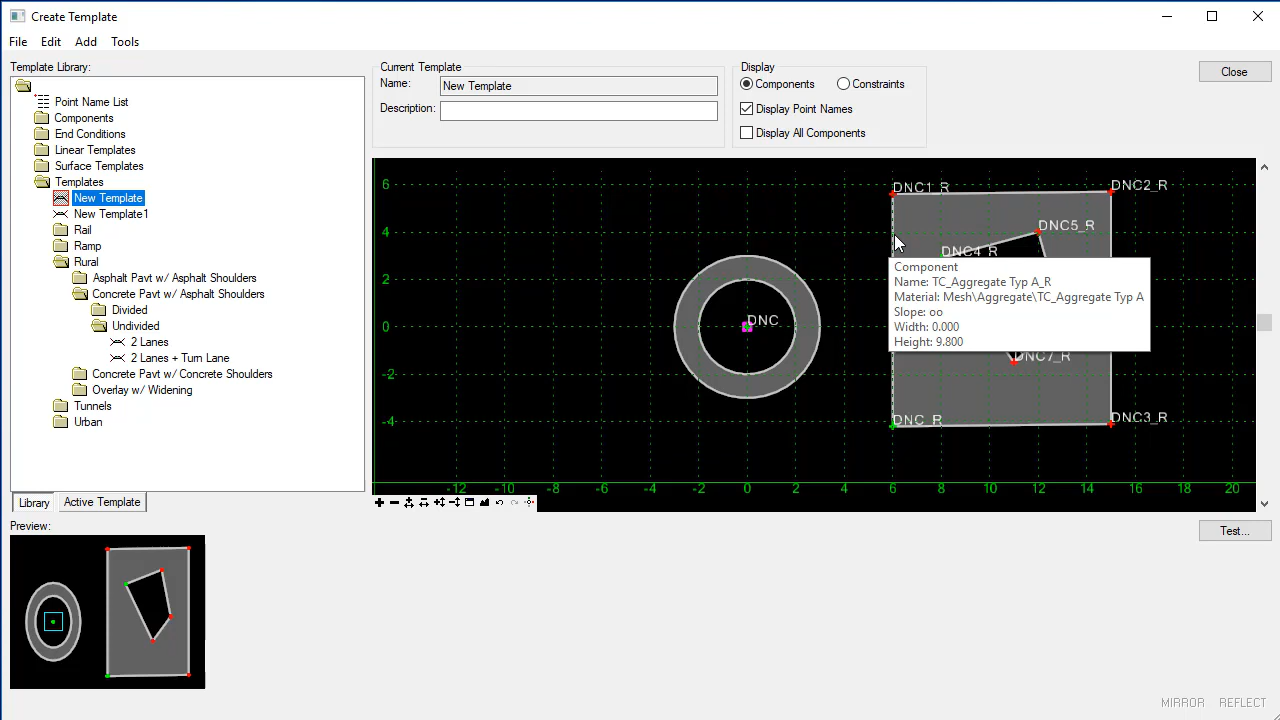 Create Template
File Edit Add Tools
Template Library:
Point Name List
Components
End Conditions
Linear Templates
Surface Templates
Templates
New Template
New Template1
Rail
Ramp
Rural
Asphalt Pavt w/ Asphalt Shoulders
Concrete Pavt w/ Asphalt Shoulders
Divided
Undivided
2 Lanes
2 Lanes + Turn Lane
Concrete Pavt w/ Concrete Shoulders
Overlay w/ Widening
Tunnels
Urban
Library Active Template
Preview:
Current Template
Name: New Template
Description:
Display
Components Constraints
Display Point Names
Display All Components
Close
6
4
2
0
-2
-4
DNC1_R
DNC2_R
DNC5_R
DNC4_R
DNC
Component
Name: TC_Aggregate Typ A_R
Material: Mesh\Aggregate\TC_Aggregate Typ A
Slope: oo
Width: 0.000
Height: 9.800
DNC7_R
DNC_R
DNC3_R
-12 -10 -8 -6 -4 -2 0 2 4 6 8 10 12 14 16 18 20
Test...
MIRROR REFLECT